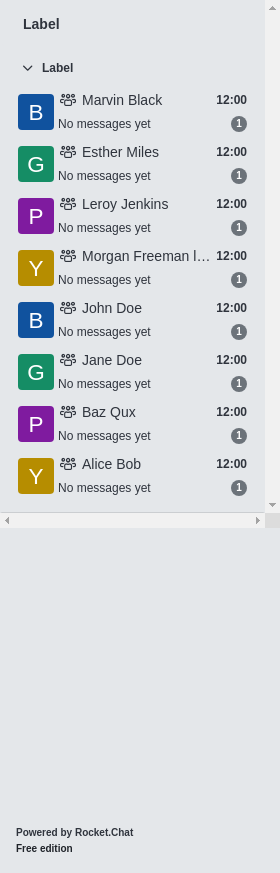 Label
Label
B Marvin Black 12:00
No messages yet 1
G Esther Miles 12:00
No messages yet 1
P Leroy Jenkins 12:00
No messages yet 1
Y Morgan Freeman l… 12:00
No messages yet 1
B John Doe 12:00
No messages yet 1
G Jane Doe 12:00
No messages yet 1
P Baz Qux 12:00
No messages yet 1
Y Alice Bob 12:00
No messages yet 1
Powered by Rocket.Chat
Free edition